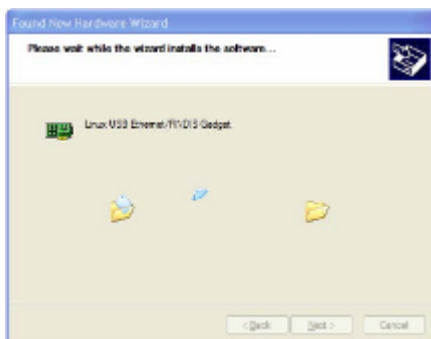 Found New Hardware Wizard
Please wait while the wizard installs the software...
Linux USB Ethernet/RNDIS Gadget
< Back
Next >
Cancel